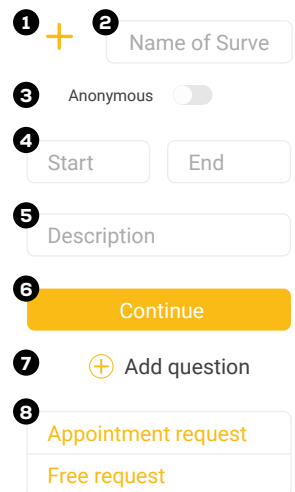 1
2
Name of Surve
3
Anonymous
4
Start End
5
Description
6
Continue
7
Add question
8
Appointment request
Free request